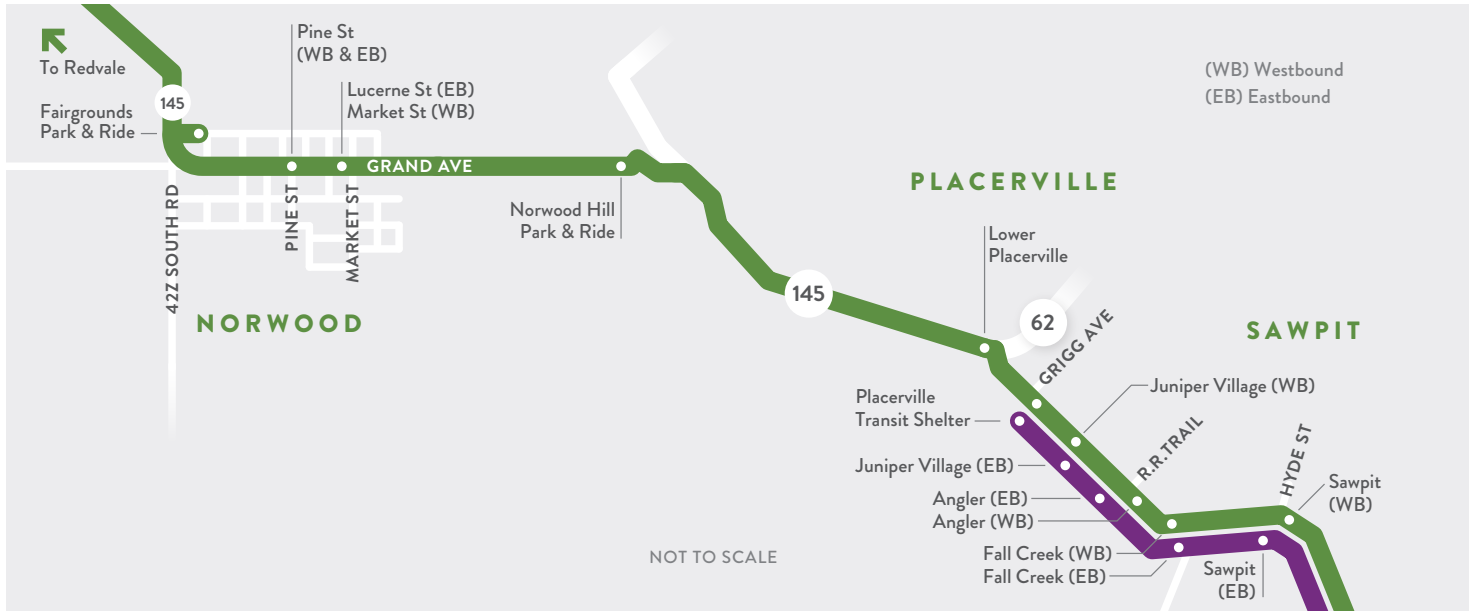 To Redvale
145
Fairgrounds
Park & Ride
Pine St
(WB & EB)
Lucerne St (EB)
Market St (WB)
GRAND AVE
42Z SOUTH RD
PINE ST
MARKET ST
NORWOOD
Norwood Hill
Park & Ride
(WB) Westbound
(EB) Eastbound
PLACERVILLE
Lower
Placerville
145
62
GRIGG AVE
SAWPIT
Placerville
Transit Shelter
Juniper Village (WB)
Juniper Village (EB)
R.R.TRAIL
HYDE ST
Angler (EB)
Angler (WB)
Sawpit
(WB)
Fall Creek (WB)
Fall Creek (EB)
Sawpit
(EB)
NOT TO SCALE